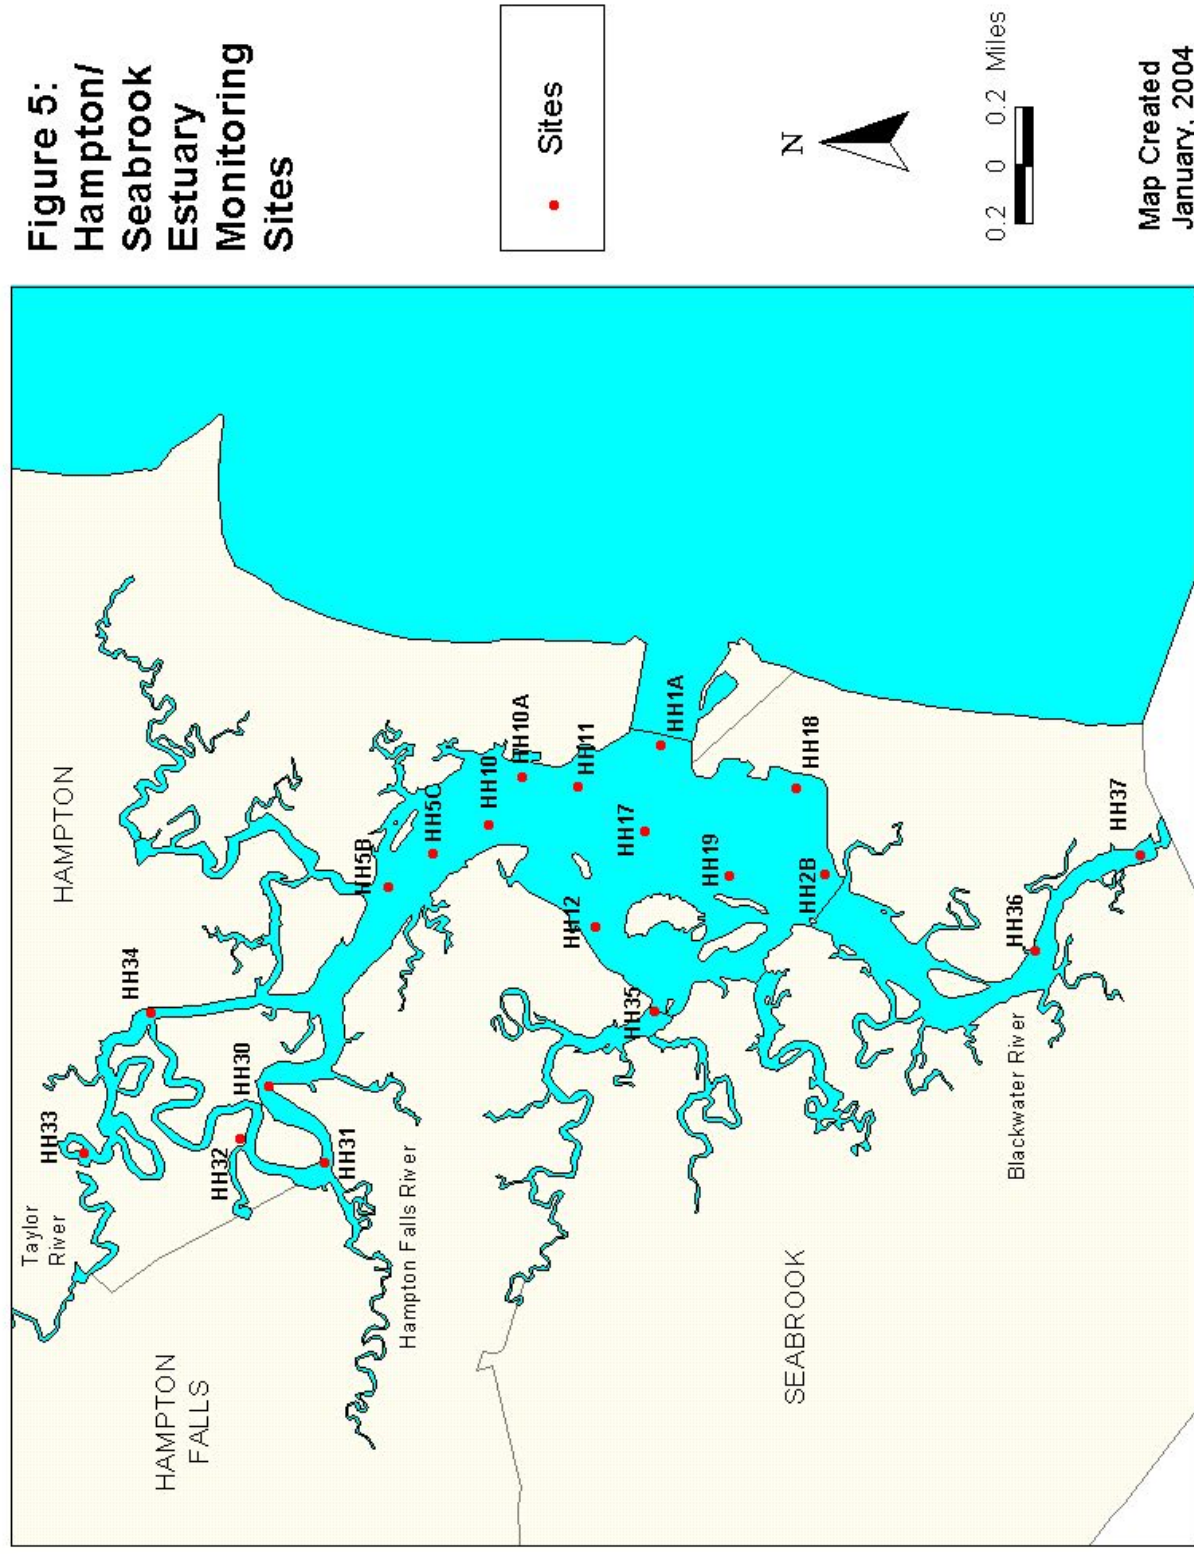 Figure 5:
Hampton/
Seabrook
Estuary
Monitoring
Sites
Sites
N
0.2 0 0.2 Miles
Map Created
January, 2004
HAMPTON
Taylor
River
HH33
HH34
HAMPTON
FALLS
HH32
HH30
HH31
HH5B
Hampton Falls River
HH5C
HH10
HH10A
HH11
HH12
HH17
HH35
HH1A
HH19
SEABROOK
HH18
HH2B
Blackwater River
HH36
HH37